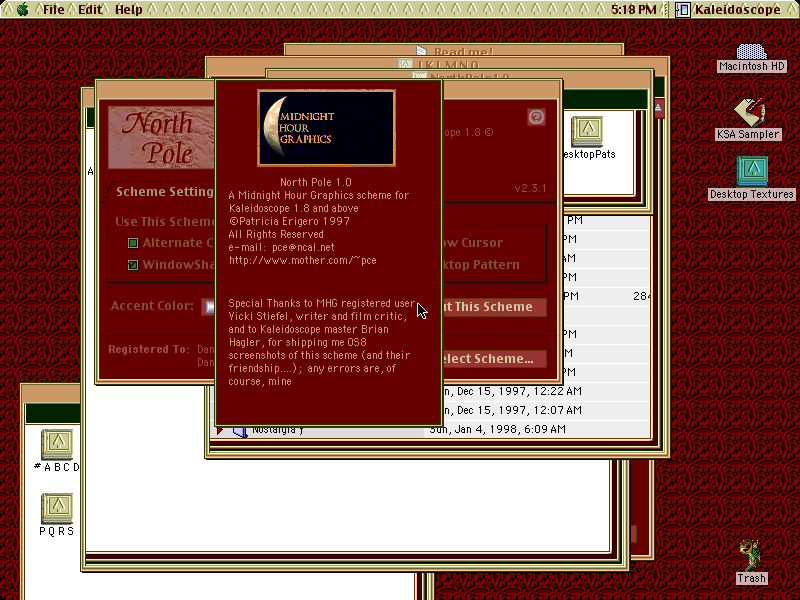 File Edit Help
5:18 PM
Kaleidoscope
Read me!
J K L M N O
NorthPole1.0
Macintosh HD
KSA Sampler
Desktop Textures
Trash
esktopPats
North
Pole
ope 1.8 ©
v2.3.1
Scheme Setting
Use This Scheme
Alternate C
WindowSha
ow Cursor
ktop Pattern
Accent Color:
ut This Scheme
Registered To: Dan
Dan
elect Scheme...
MIDNIGHT
HOUR
GRAPHICS
North Pole 1.0
A Midnight Hour Graphics scheme for
Kaleidoscope 1.8 and above
©Patricia Erigero 1997
All Rights Reserved
e-mail: pce@ncal.net
http://www.mother.com/~pce
Special Thanks to MHG registered user
Vicki Stiefel, writer and film critic,
and to Kaleidoscope master Brian
Hagler, for shipping me OS8
screenshots of this scheme (and their
friendship....); any errors are, of
course, mine
PM
PM
AM
PM
PM 284
PM
PM
PM
n, Dec 15, 1997, 12:22 AM
n, Dec 15, 1997, 12:07 AM
Nostalgia ƒ Sun, Jan 4, 1998, 6:09 AM
A
# A B C D
P Q R S